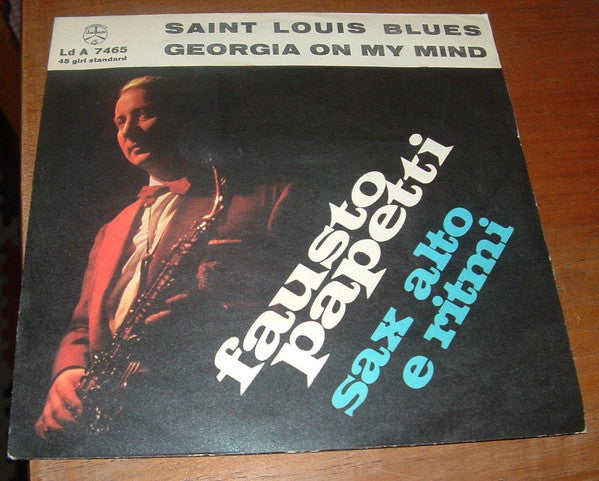 SAINT LOUIS BLUES
GEORGIA ON MY MIND
Ld A 7465
45 giri standard
fausto
papetti
sax alto
e ritmi